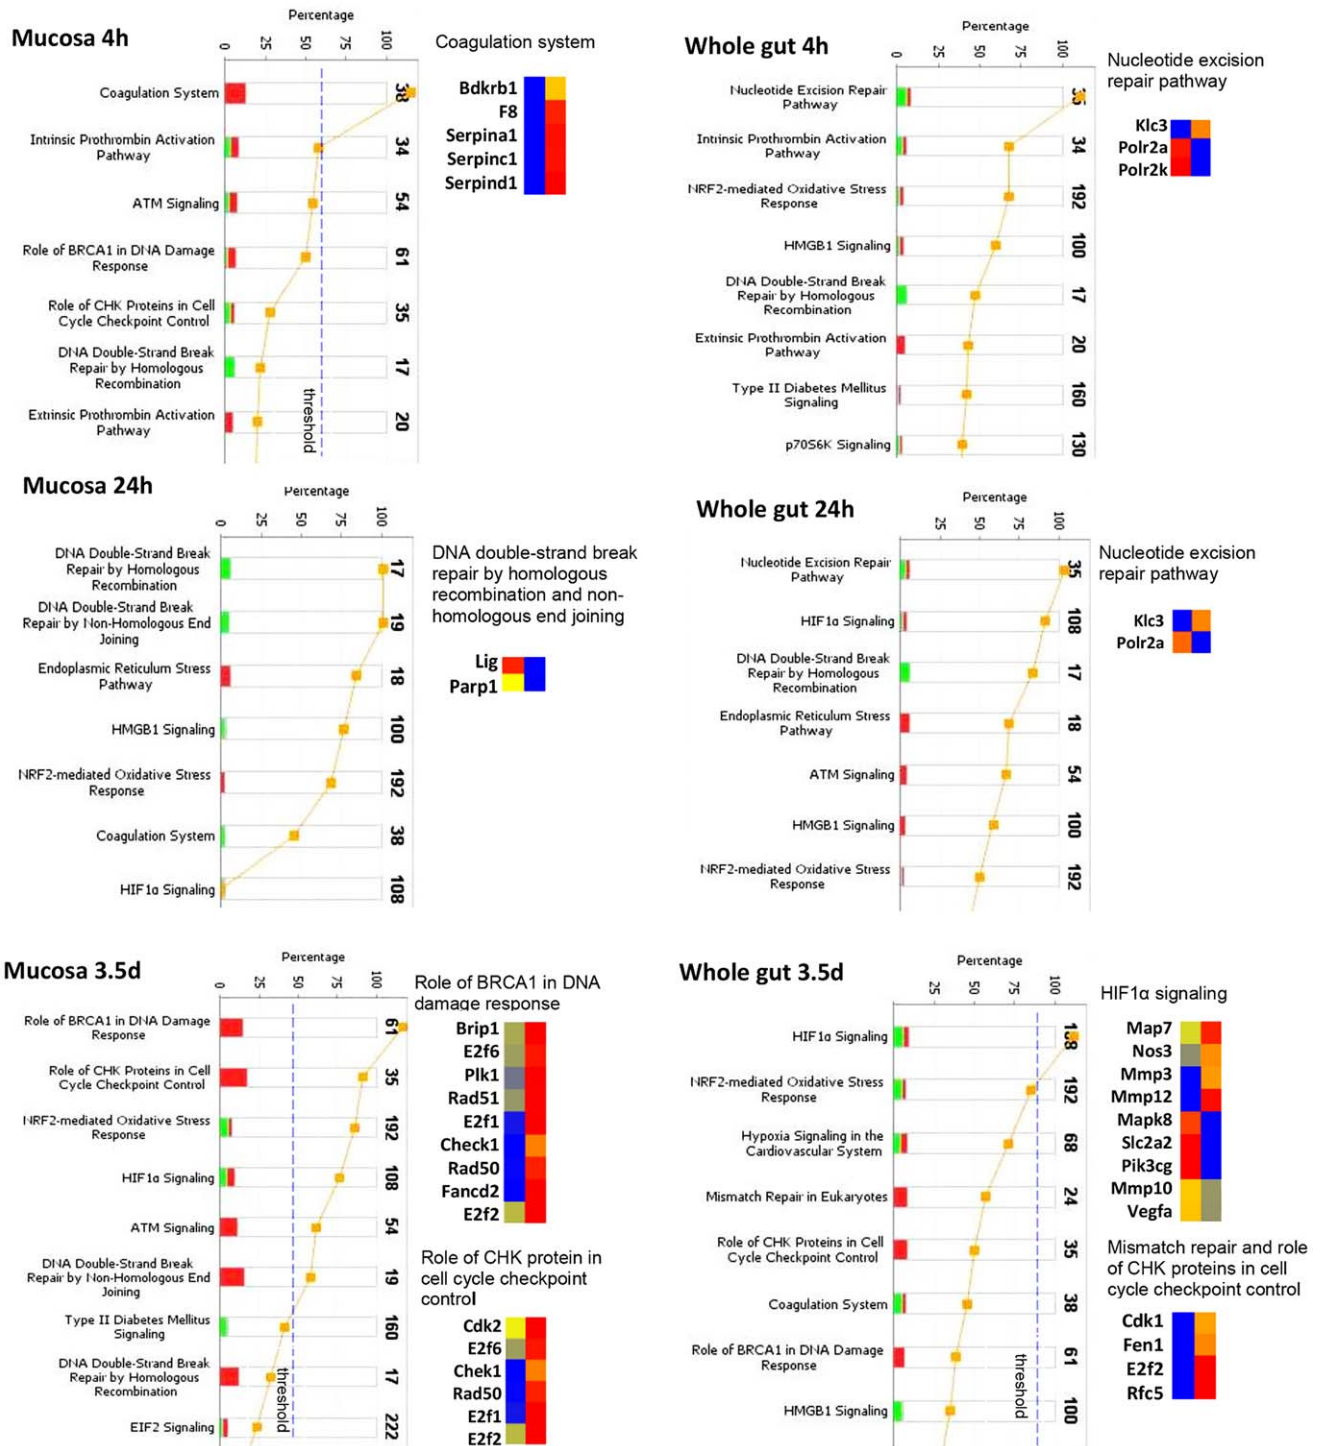 Mucosa 4h
Percentage
0
25
50
75
100
Coagulation System
38
Intrinsic Prothrombin Activation
Pathway
34
ATM Signaling
54
Role of BRCA1 in DNA Damage
Response
61
Role of CHK Proteins in Cell
Cycle Checkpoint Control
35
DNA Double-Strand Break
Repair by Homologous
Recombination
17
Extrinsic Prothrombin Activation
Pathway
20
threshold
Coagulation system
Bdkrb1
F8
Serpina1
Serpinc1
Serpind1
Whole gut 4h
Percentage
0
25
50
75
100
Nucleotide Excision Repair
Pathway
35
Intrinsic Prothrombin Activation
Pathway
34
NRF2-mediated Oxidative Stress
Response
192
HMGB1 Signaling
100
DNA Double-Strand Break
Repair by Homologous
Recombination
17
Extrinsic Prothrombin Activation
Pathway
20
Type II Diabetes Mellitus
Signaling
160
p70S6K Signaling
130
Nucleotide excision
repair pathway
Klc3
Polr2a
Polr2k
Mucosa 24h
Percentage
0
25
50
75
100
DNA Double-Strand Break
Repair by Homologous
Recombination
17
DNA Double-Strand Break
Repair by Non-Homologous End
Joining
19
Endoplasmic Reticulum Stress
Pathway
18
HMGB1 Signaling
100
NRF2-mediated Oxidative Stress
Response
192
Coagulation System
38
HIF1α Signaling
108
DNA double-strand break
repair by homologous
recombination and non-
homologous end joining
Lig
Parp1
Whole gut 24h
Percentage
25
50
75
100
Nucleotide Excision Repair
Pathway
35
HIF1α Signaling
108
DNA Double-Strand Break
Repair by Homologous
Recombination
17
Endoplasmic Reticulum Stress
Pathway
18
ATM Signaling
54
HMGB1 Signaling
100
NRF2-mediated Oxidative Stress
Response
192
Nucleotide excision
repair pathway
Klc3
Polr2a
Mucosa 3.5d
Percentage
25
50
75
100
Role of BRCA1 in DNA Damage
Response
61
Role of CHK Proteins in Cell
Cycle Checkpoint Control
35
NRF2-mediated Oxidative Stress
Response
192
HIF1α Signaling
108
ATM Signaling
54
DNA Double-Strand Break
Repair by Non-Homologous End
Joining
19
Type II Diabetes Mellitus
Signaling
160
DNA Double-Strand Break
Repair by Homologous
Recombination
17
EIF2 Signaling
222
threshold
Role of BRCA1 in DNA
damage response
Brip1
E2f6
Plk1
Rad51
E2f1
Check1
Rad50
Fancd2
E2f2
Role of CHK protein in
cell cycle checkpoint
control
Cdk2
E2f6
Chek1
Rad50
E2f1
E2f2
Whole gut 3.5d
Percentage
25
50
75
100
HIF1α Signaling
108
NRF2-mediated Oxidative Stress
Response
192
Hypoxia Signaling in the
Cardiovascular System
68
Mismatch Repair in Eukaryotes
24
Role of CHK Proteins in Cell
Cycle Checkpoint Control
35
Coagulation System
38
Role of BRCA1 in DNA Damage
Response
61
HMGB1 Signaling
100
threshold
HIF1α signaling
Map7
Nos3
Mmp3
Mmp12
Mapk8
Slc2a2
Pik3cg
Mmp10
Vegfa
Mismatch repair and role
of CHK proteins in cell
cycle checkpoint control
Cdk1
Fen1
E2f2
Rfc5